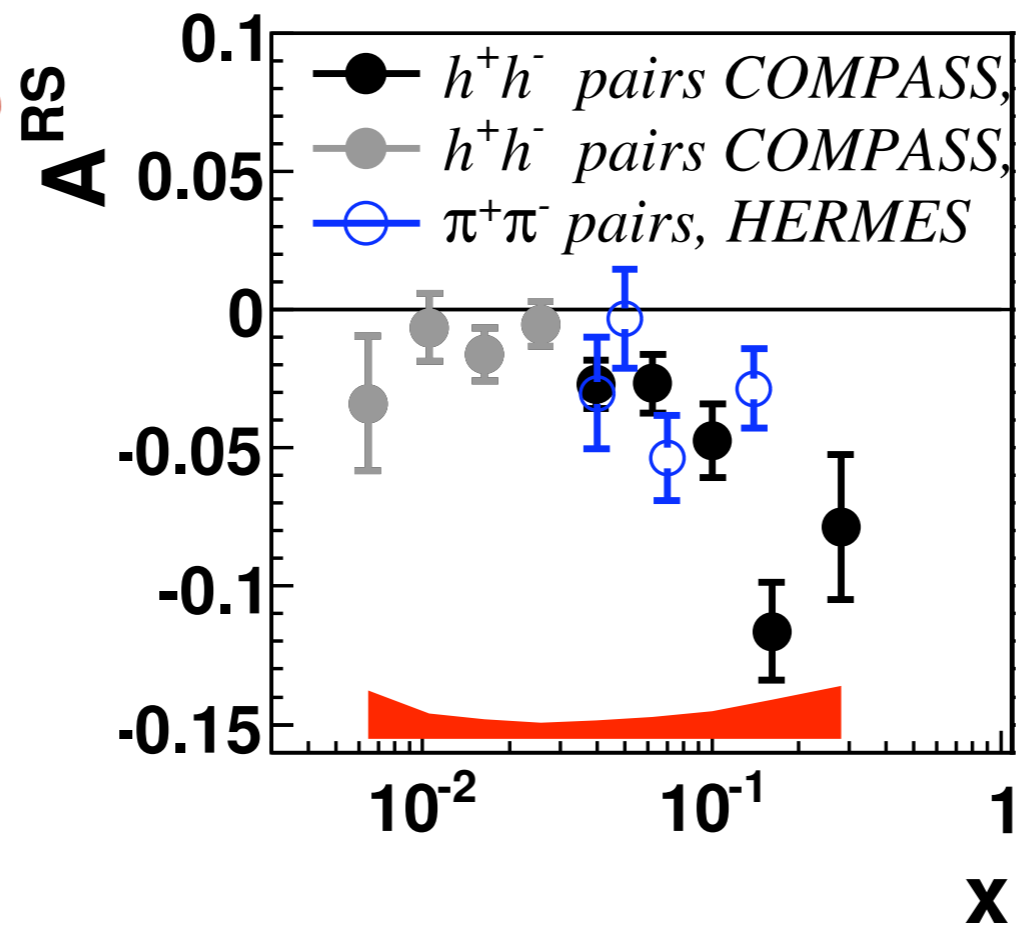 0.1
h⁺h⁻ pairs COMPASS,
h⁺h⁻ pairs COMPASS,
π⁺π⁻ pairs, HERMES
Aᴿˢ
0.05
0
-0.05
-0.1
-0.15
10⁻² 10⁻¹ 1
x